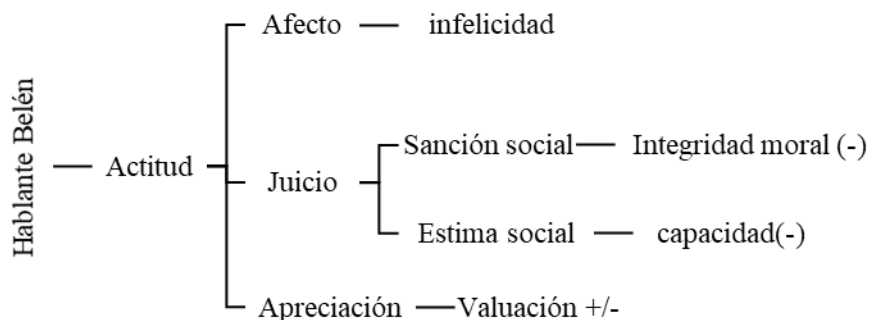 Hablante Belén
Actitud
Afecto
infelicidad
Juicio
Sanción social
Integridad moral (-)
Estima social
capacidad(-)
Apreciación
Valuación +/-